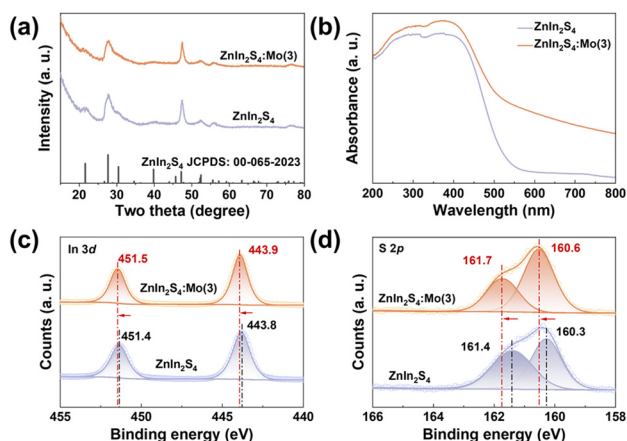 (a)
Intensity (a. u.)
ZnIn₂S₄:Mo(3)
ZnIn₂S₄
ZnIn₂S₄ JCPDS: 00-065-2023
20 30 40 50 60 70 80
Two theta (degree)
(b)
Absorbance (a. u.)
ZnIn₂S₄
ZnIn₂S₄:Mo(3)
200 300 400 500 600 700 800
Wavelength (nm)
(c)
Counts (a. u.)
In 3d
451.5
443.9
ZnIn₂S₄:Mo(3)
451.4
443.8
ZnIn₂S₄
455 450 445 440
Binding energy (eV)
(d)
Counts (a. u.)
S 2p
161.7
160.6
ZnIn₂S₄:Mo(3)
161.4
160.3
ZnIn₂S₄
166 164 162 160 158
Binding energy (eV)